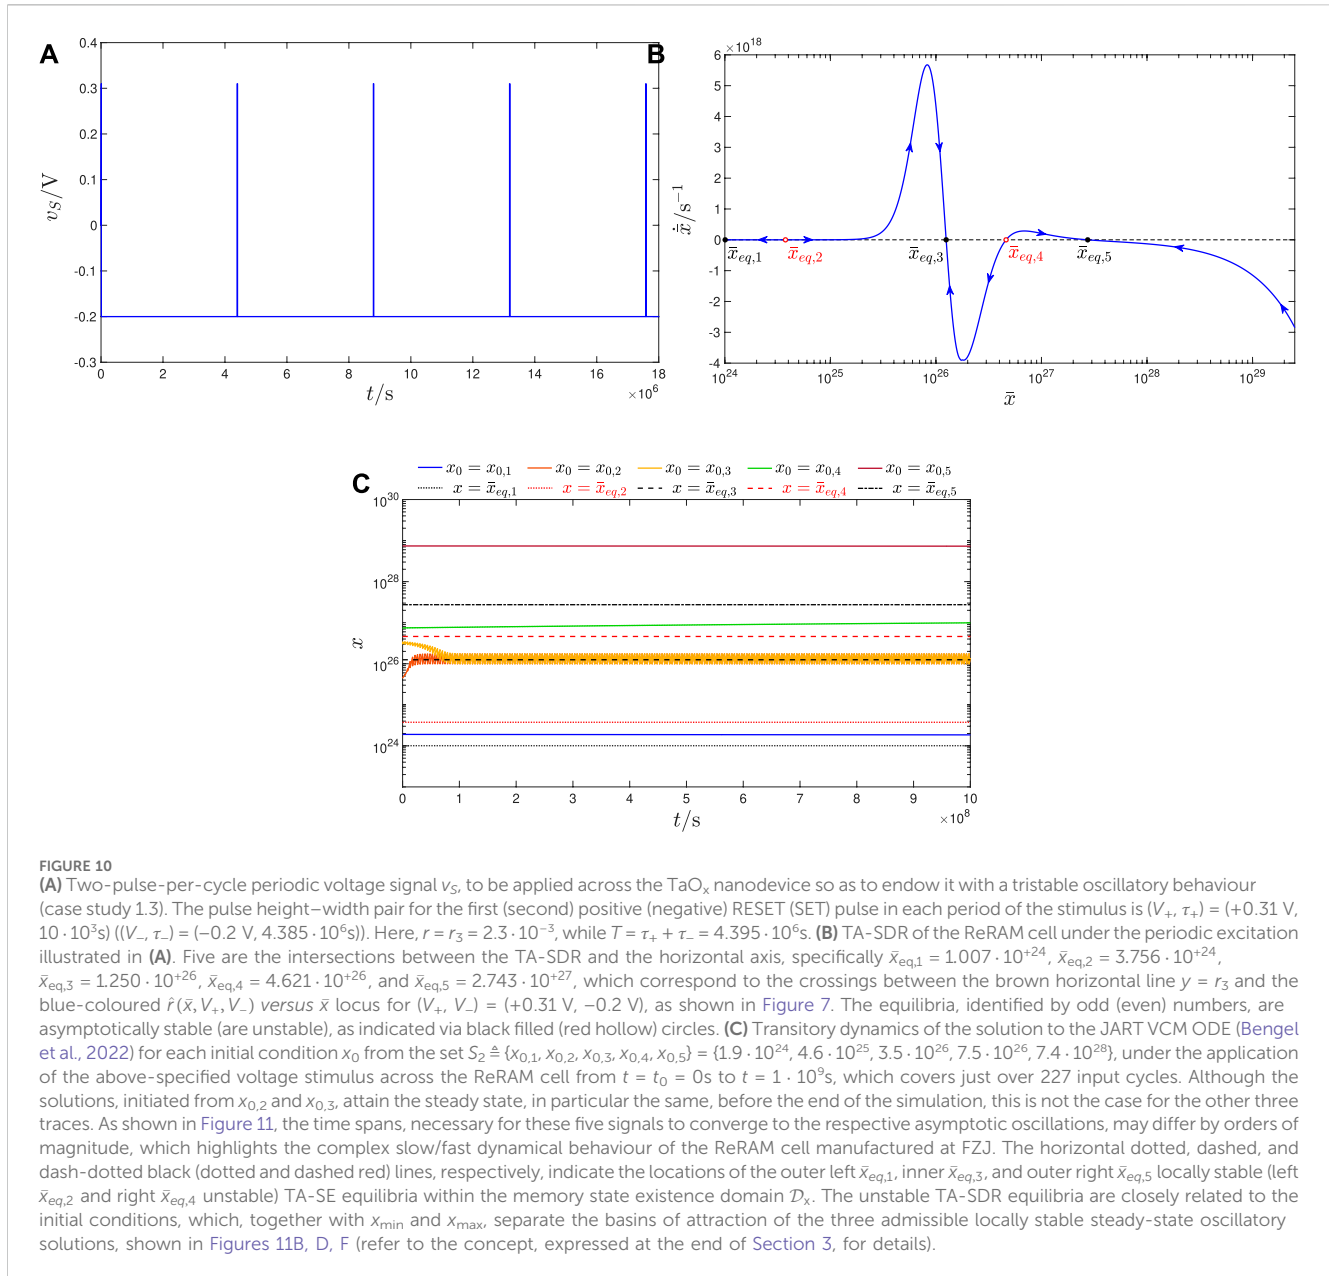 A
0.4
0.3
0.2
0.1
0
-0.1
-0.2
-0.3
v_S/V
0 2 4 6 8 10 12 14 16 18
×10^6
t/s
B
×10^18
6
5
4
3
2
1
0
-1
-2
-3
-4
ẋ̄/s^−1
x̄_eq,1 x̄_eq,2 x̄_eq,3 x̄_eq,4 x̄_eq,5
10^24 10^25 10^26 10^27 10^28 10^29
x̄
C
x_0 = x_0,1 x_0 = x_0,2 x_0 = x_0,3 x_0 = x_0,4 x_0 = x_0,5
x = x̄_eq,1 x = x̄_eq,2 x = x̄_eq,3 x = x̄_eq,4 x = x̄_eq,5
10^30
10^28
10^26
10^24
x
0 1 2 3 4 5 6 7 8 9 10
×10^8
t/s
FIGURE 10
(A) Two-pulse-per-cycle periodic voltage signal v_S, to be applied across the TaO_x nanodevice so as to endow it with a tristable oscillatory behaviour
(case study 1.3). The pulse height–width pair for the first (second) positive (negative) RESET (SET) pulse in each period of the stimulus is (V_+, τ_+) = (+0.31 V,
10 · 10^3s) ((V_−, τ_−) = (−0.2 V, 4.385 · 10^6s)). Here, r = r_3 = 2.3 · 10^−3, while T = τ_+ + τ_− = 4.395 · 10^6s. (B) TA-SDR of the ReRAM cell under the periodic excitation
illustrated in (A). Five are the intersections between the TA-SDR and the horizontal axis, specifically x̄_eq,1 = 1.007 · 10^+24, x̄_eq,2 = 3.756 · 10^+24,
x̄_eq,3 = 1.250 · 10^+26, x̄_eq,4 = 4.621 · 10^+26, and x̄_eq,5 = 2.743 · 10^+27, which correspond to the crossings between the brown horizontal line y = r_3 and the
blue-coloured r̂(x̄, V_+, V_−) versus x̄ locus for (V_+, V_−) = (+0.31 V, −0.2 V), as shown in Figure 7. The equilibria, identified by odd (even) numbers, are
asymptotically stable (are unstable), as indicated via black filled (red hollow) circles. (C) Transitory dynamics of the solution to the JART VCM ODE (Bengel
et al., 2022) for each initial condition x_0 from the set S_2 ≜ {x_0,1, x_0,2, x_0,3, x_0,4, x_0,5} = {1.9 · 10^24, 4.6 · 10^25, 3.5 · 10^26, 7.5 · 10^26, 7.4 · 10^28}, under the application
of the above-specified voltage stimulus across the ReRAM cell from t = t_0 = 0s to t = 1 · 10^9s, which covers just over 227 input cycles. Although the
solutions, initiated from x_0,2 and x_0,3, attain the steady state, in particular the same, before the end of the simulation, this is not the case for the other three
traces. As shown in Figure 11, the time spans, necessary for these five signals to converge to the respective asymptotic oscillations, may differ by orders of
magnitude, which highlights the complex slow/fast dynamical behaviour of the ReRAM cell manufactured at FZJ. The horizontal dotted, dashed, and
dash-dotted black (dotted and dashed red) lines, respectively, indicate the locations of the outer left x̄_eq,1, inner x̄_eq,3, and outer right x̄_eq,5 locally stable (left
x̄_eq,2 and right x̄_eq,4 unstable) TA-SE equilibria within the memory state existence domain 𝒟_x. The unstable TA-SDR equilibria are closely related to the
initial conditions, which, together with x_min and x_max, separate the basins of attraction of the three admissible locally stable steady-state oscillatory
solutions, shown in Figures 11B, D, F (refer to the concept, expressed at the end of Section 3, for details).